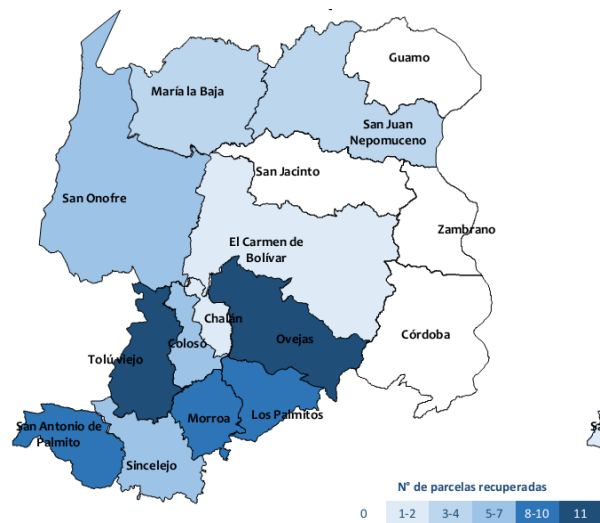 Guamo
María la Baja
San Juan
Nepomuceno
San Jacinto
San Onofre
Zambrano
El Carmen de
Bolívar
Chalán
Ovejas
Córdoba
Colosó
Tolú viejo
Morroa
Los Palmitos
San Antonio de
Palmito
Sincelejo
N° de parcelas recuperadas
0 1-2 3-4 5-7 8-10 11